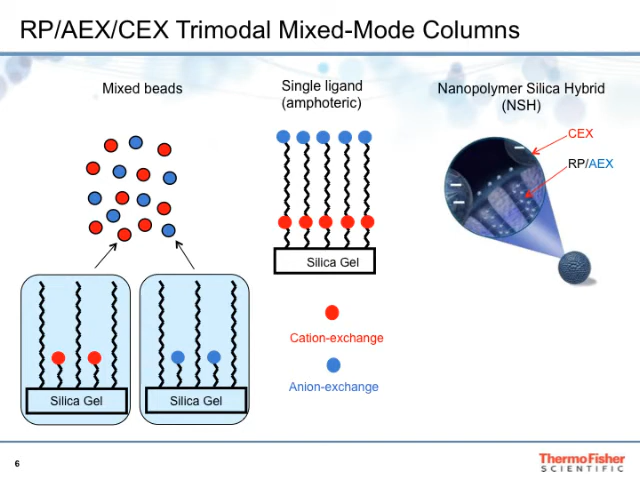 RP/AEX/CEX Trimodal Mixed-Mode Columns
Mixed beads
Single ligand
(amphoteric)
Nanopolymer Silica Hybrid
(NSH)
CEX
RP/AEX
Silica Gel
Cation-exchange
Anion-exchange
Silica Gel
Silica Gel
6
ThermoFisher
SCIENTIFIC